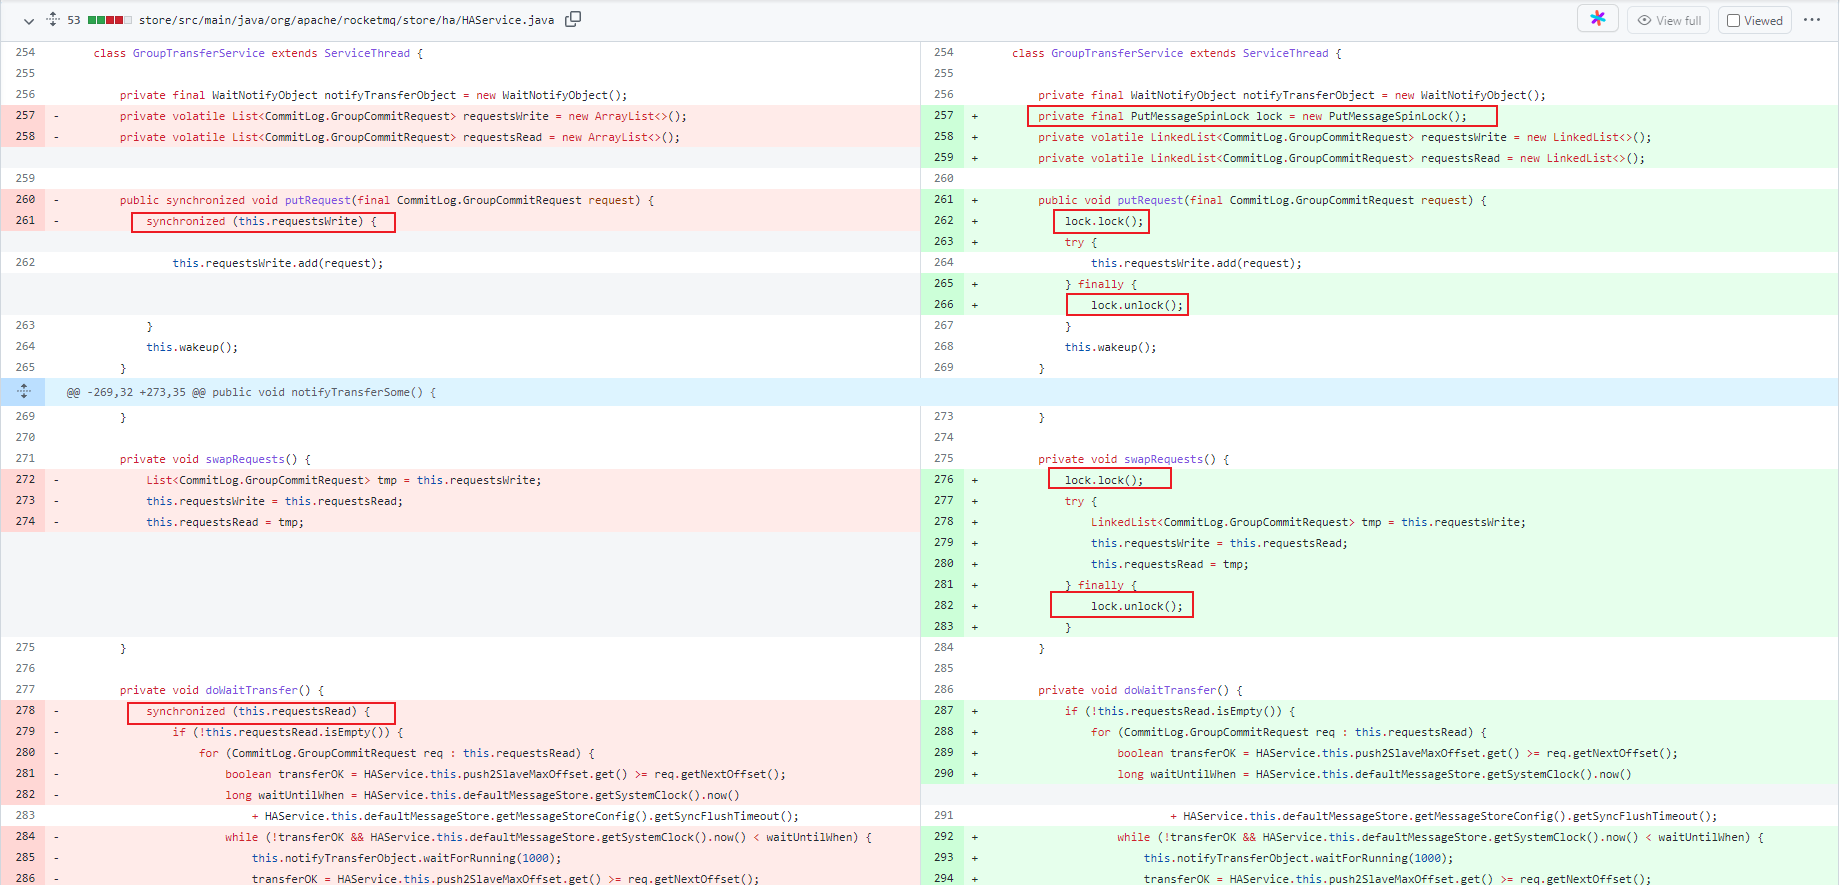 53 store/src/main/java/org/apache/rocketmq/store/ha/HAService.java View full Viewed ...
254 class GroupTransferService extends ServiceThread {
255
256 private final WaitNotifyObject notifyTransferObject = new WaitNotifyObject();
257 - private volatile List<CommitLog.GroupCommitRequest> requestsWrite = new ArrayList<>();
258 - private volatile List<CommitLog.GroupCommitRequest> requestsRead = new ArrayList<>();
259
260 - public synchronized void putRequest(final CommitLog.GroupCommitRequest request) {
261 - synchronized (this.requestsWrite) {
262 this.requestsWrite.add(request);
263 }
264 this.wakeup();
265 }
@@ -269,32 +273,35 @@ public void notifyTransferSome() {
269 }
270
271 private void swapRequests() {
272 - List<CommitLog.GroupCommitRequest> tmp = this.requestsWrite;
273 - this.requestsWrite = this.requestsRead;
274 - this.requestsRead = tmp;
275 }
276
277 private void doWaitTransfer() {
278 - synchronized (this.requestsRead) {
279 - if (!this.requestsRead.isEmpty()) {
280 - for (CommitLog.GroupCommitRequest req : this.requestsRead) {
281 - boolean transferOK = HAService.this.push2SlaveMaxOffset.get() >= req.getNextOffset();
282 - long waitUntilWhen = HAService.this.defaultMessageStore.getSystemClock().now()
283 + HAService.this.defaultMessageStore.getMessageStoreConfig().getSyncFlushTimeout();
284 - while (!transferOK && HAService.this.defaultMessageStore.getSystemClock().now() < waitUntilWhen) {
285 - this.notifyTransferObject.waitForRunning(1000);
286 - transferOK = HAService.this.push2SlaveMaxOffset.get() >= req.getNextOffset();
254 class GroupTransferService extends ServiceThread {
255
256 private final WaitNotifyObject notifyTransferObject = new WaitNotifyObject();
257 + private final PutMessageSpinLock lock = new PutMessageSpinLock();
258 + private volatile LinkedList<CommitLog.GroupCommitRequest> requestsWrite = new LinkedList<>();
259 + private volatile LinkedList<CommitLog.GroupCommitRequest> requestsRead = new LinkedList<>();
260
261 + public void putRequest(final CommitLog.GroupCommitRequest request) {
262 + lock.lock();
263 + try {
264 this.requestsWrite.add(request);
265 + } finally {
266 + lock.unlock();
267 }
268 this.wakeup();
269 }
273 }
274
275 private void swapRequests() {
276 + lock.lock();
277 + try {
278 + LinkedList<CommitLog.GroupCommitRequest> tmp = this.requestsWrite;
279 + this.requestsWrite = this.requestsRead;
280 + this.requestsRead = tmp;
281 + } finally {
282 + lock.unlock();
283 + }
284 }
285
286 private void doWaitTransfer() {
287 + if (!this.requestsRead.isEmpty()) {
288 + for (CommitLog.GroupCommitRequest req : this.requestsRead) {
289 + boolean transferOK = HAService.this.push2SlaveMaxOffset.get() >= req.getNextOffset();
290 + long waitUntilWhen = HAService.this.defaultMessageStore.getSystemClock().now()
291 + HAService.this.defaultMessageStore.getMessageStoreConfig().getSyncFlushTimeout();
292 + while (!transferOK && HAService.this.defaultMessageStore.getSystemClock().now() < waitUntilWhen) {
293 + this.notifyTransferObject.waitForRunning(1000);
294 + transferOK = HAService.this.push2SlaveMaxOffset.get() >= req.getNextOffset();